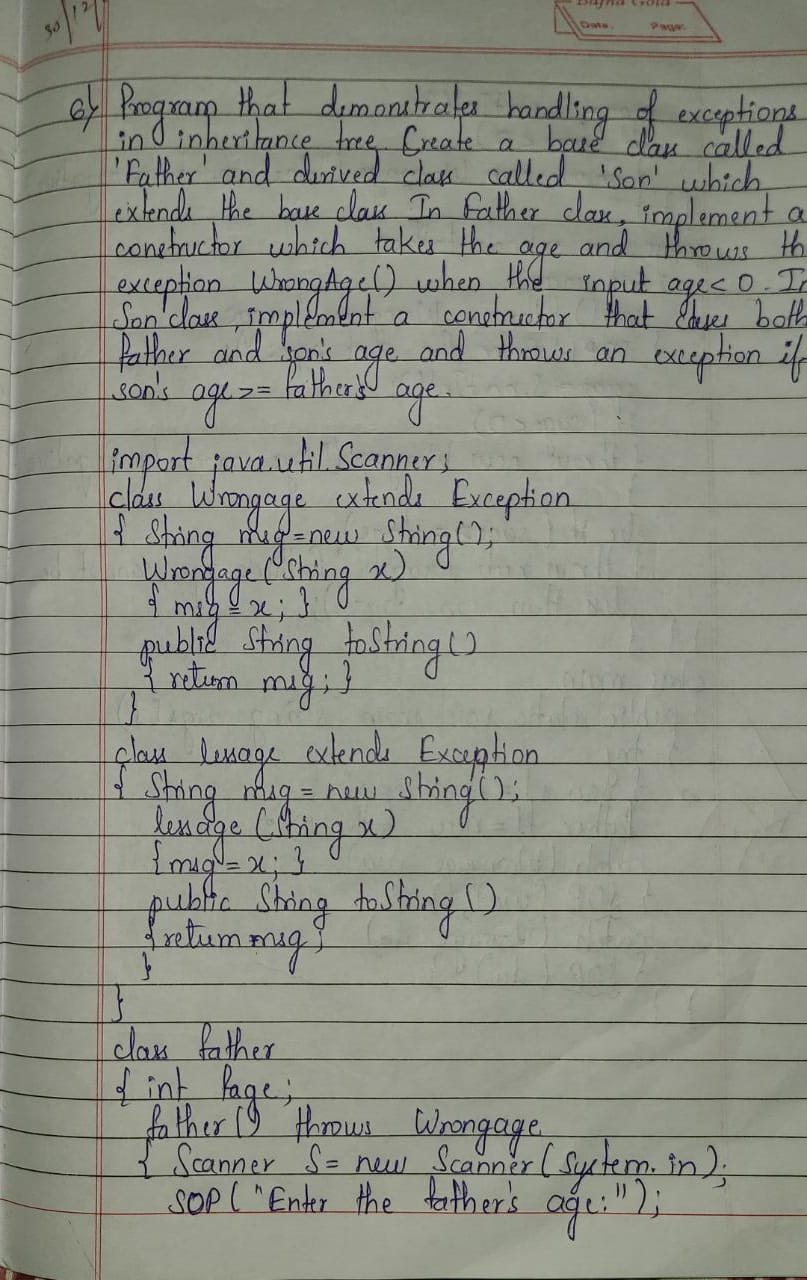 30/12/
Date. Page.
6) Program that demonstrates handling of exceptions
in inheritance tree. Create a base class called
'Father' and derived class called 'Son' which
extends the base class In Father class, implement a
constructor which takes the age and throws th
exception WrongAge() when the input age < 0. In
Son class, implement a constructor that both
father and son's age and throws an exception if
son's age >= father's age.
import java.util.Scanner;
class Wrongage extends Exception
{ String msg = new String();
Wrongage (String x)
{ msg = x; }
public String toString()
{ return msg; }
}
class lessage extends Exception
{ String msg = new String();
lessage (String x)
{ msg = x; }
public String toString()
{ return msg;
}
}
class father
{ int fage;
father() throws Wrongage
{ Scanner S = new Scanner(System.in);
SOP("Enter the father's age:");